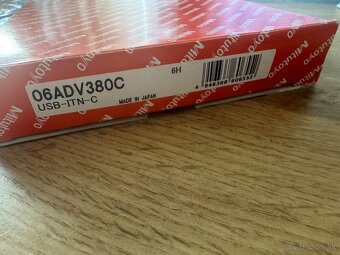 Mitutoyo
06ADV380C
USB-ITN-C
MADE IN JAPAN
6H